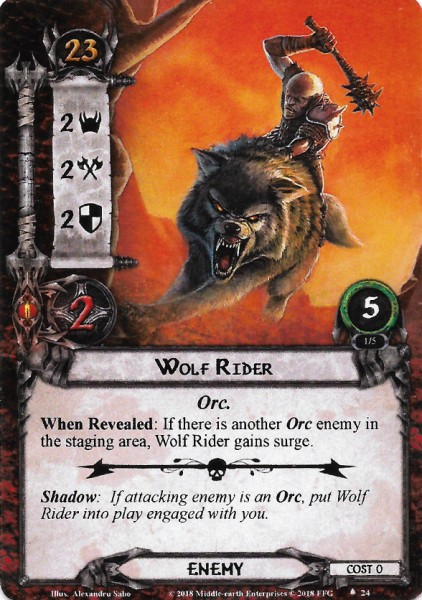 23
2
2
2
2
5
1/5
WOLF RIDER
Orc.
When Revealed: If there is another Orc enemy in
the staging area, Wolf Rider gains surge.
Shadow: If attacking enemy is an Orc, put Wolf
Rider into play engaged with you.
ENEMY
COST 0
Illus. Alexandru Sabo © 2018 Middle-earth Enterprises © 2018 FFG 24